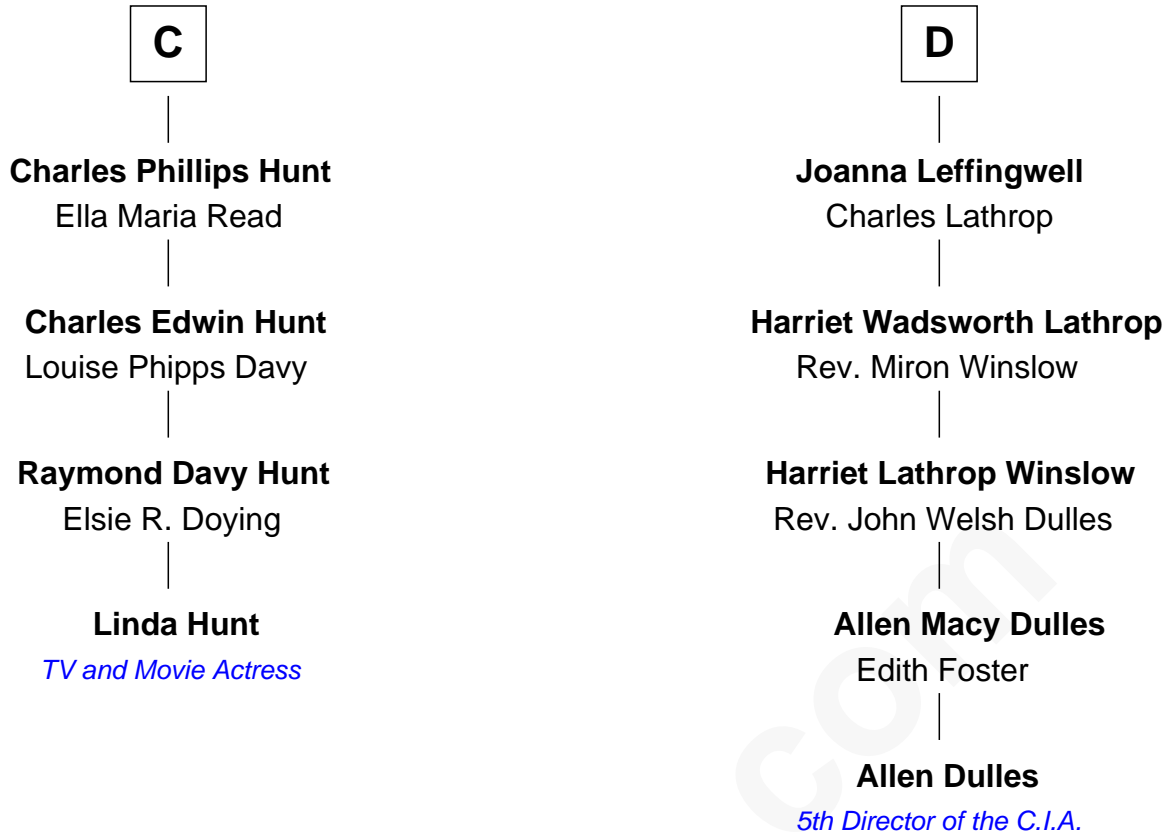 C
Charles Phillips Hunt
Ella Maria Read
Charles Edwin Hunt
Louise Phipps Davy
Raymond Davy Hunt
Elsie R. Doying
Linda Hunt
TV and Movie Actress
D
Joanna Leffingwell
Charles Lathrop
Harriet Wadsworth Lathrop
Rev. Miron Winslow
Harriet Lathrop Winslow
Rev. John Welsh Dulles
Allen Macy Dulles
Edith Foster
Allen Dulles
5th Director of the C.I.A.
com